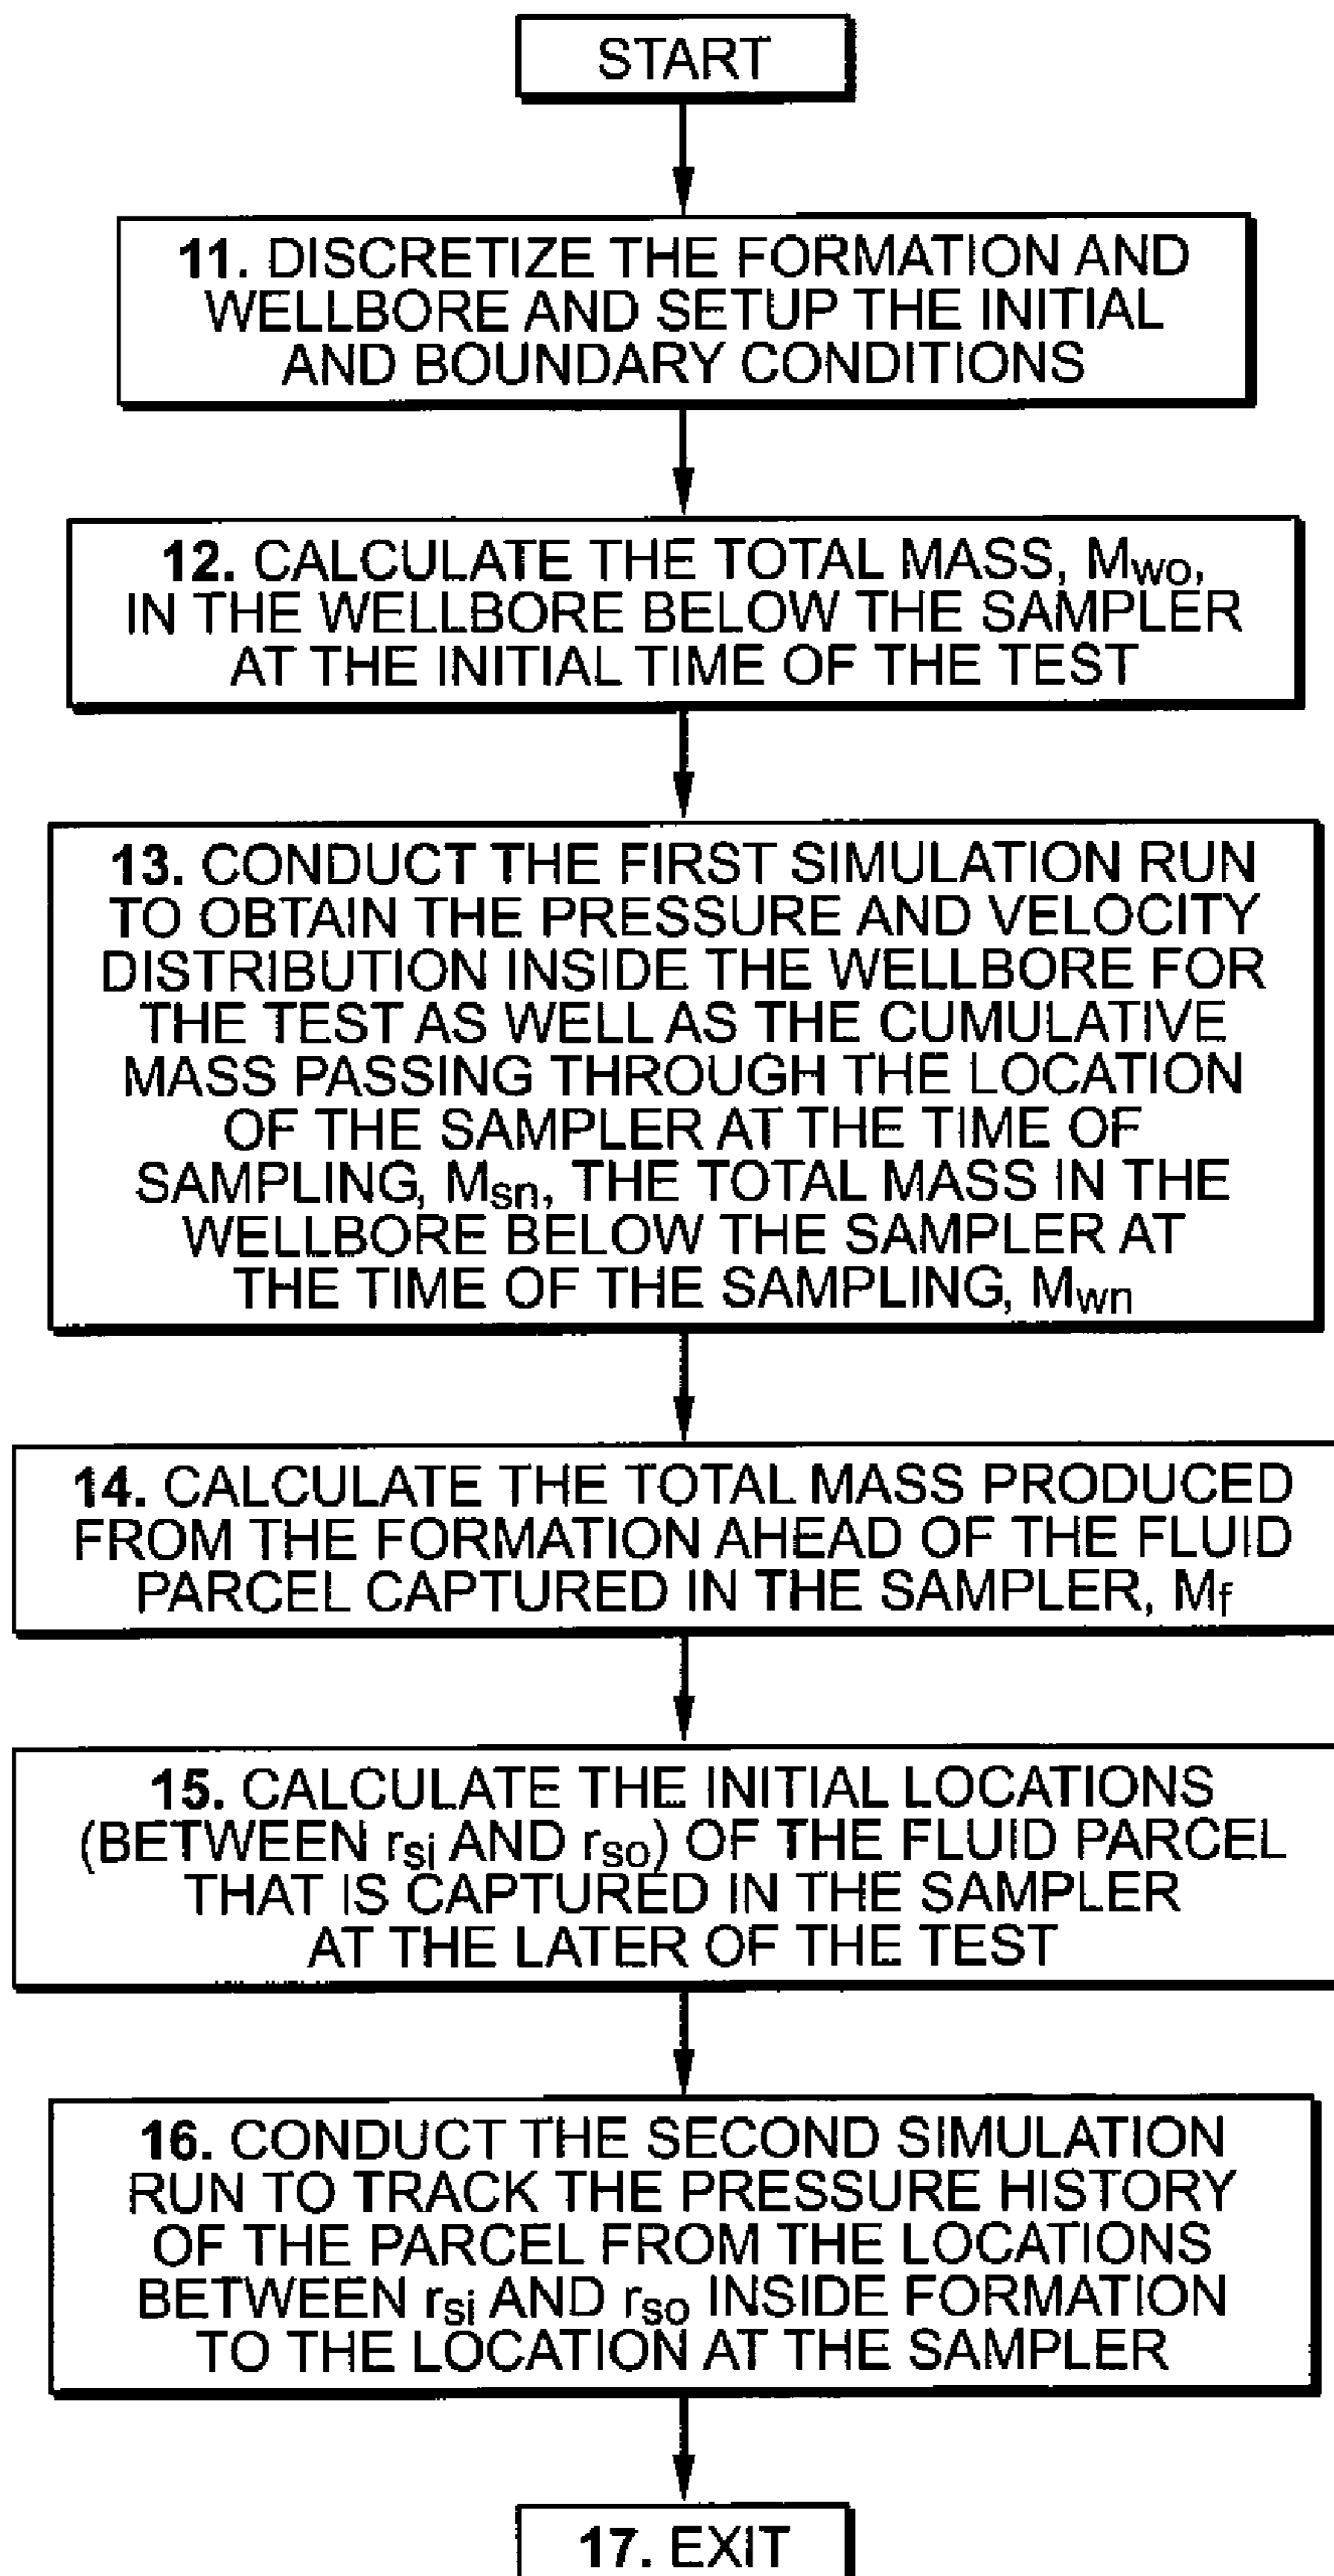 START
11. DISCRETIZE THE FORMATION AND
WELLBORE AND SETUP THE INITIAL
AND BOUNDARY CONDITIONS
12. CALCULATE THE TOTAL MASS, Mwo,
IN THE WELLBORE BELOW THE SAMPLER
AT THE INITIAL TIME OF THE TEST
13. CONDUCT THE FIRST SIMULATION RUN
TO OBTAIN THE PRESSURE AND VELOCITY
DISTRIBUTION INSIDE THE WELLBORE FOR
THE TEST AS WELL AS THE CUMULATIVE
MASS PASSING THROUGH THE LOCATION
OF THE SAMPLER AT THE TIME OF
SAMPLING, Msn, THE TOTAL MASS IN THE
WELLBORE BELOW THE SAMPLER AT
THE TIME OF THE SAMPLING, Mwn
14. CALCULATE THE TOTAL MASS PRODUCED
FROM THE FORMATION AHEAD OF THE FLUID
PARCEL CAPTURED IN THE SAMPLER, Mf
15. CALCULATE THE INITIAL LOCATIONS
(BETWEEN rsi AND rso) OF THE FLUID PARCEL
THAT IS CAPTURED IN THE SAMPLER
AT THE LATER OF THE TEST
16. CONDUCT THE SECOND SIMULATION
RUN TO TRACK THE PRESSURE HISTORY
OF THE PARCEL FROM THE LOCATIONS
BETWEEN rsi AND rso INSIDE FORMATION
TO THE LOCATION AT THE SAMPLER
17. EXIT